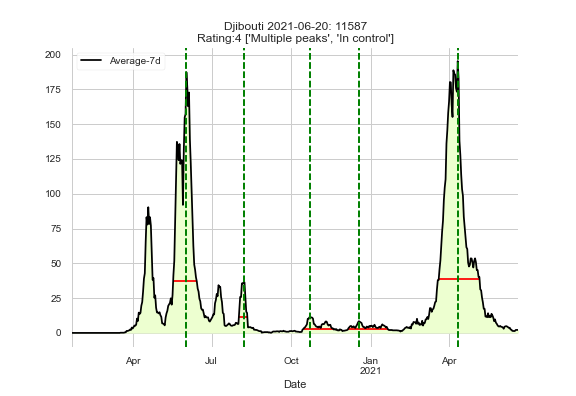 Djibouti 2021-06-20: 11587
Rating:4 ['Multiple peaks', 'In control']
Average-7d
200
175
150
125
100
75
50
25
0
Apr
Jul
Oct
Jan
2021
Apr
Date